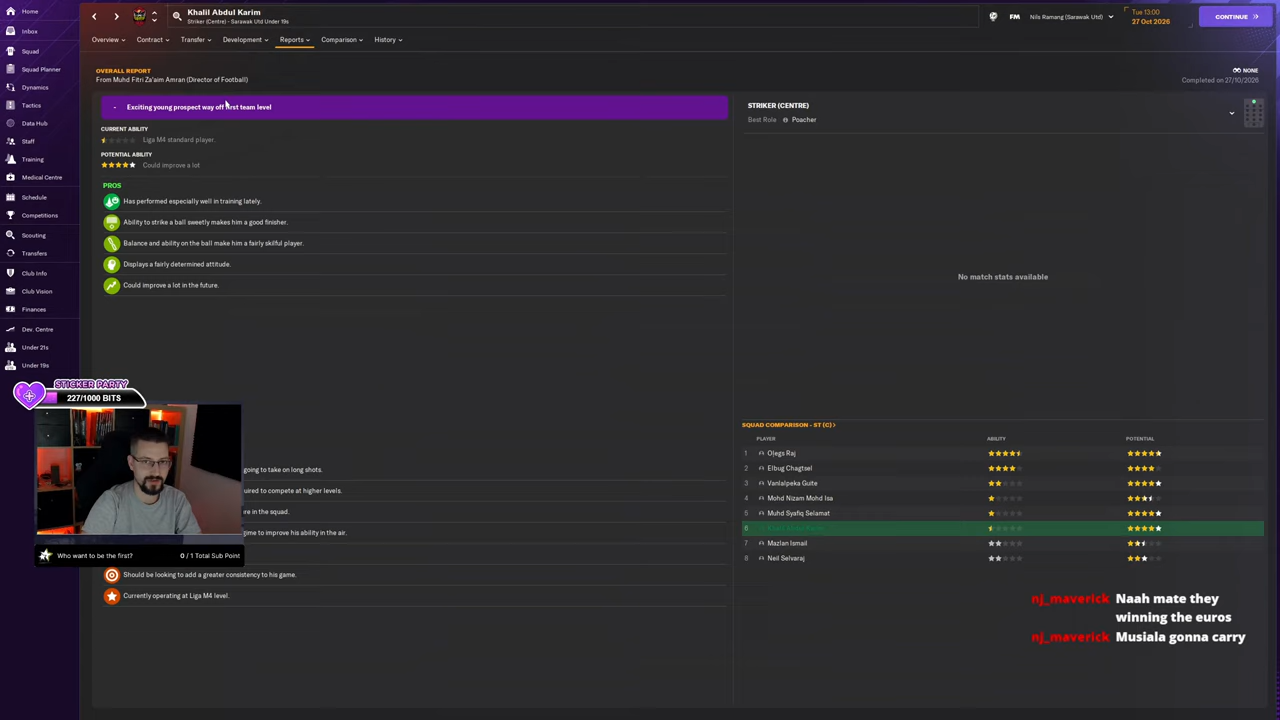 Home
Inbox
Squad
Squad Planner
Dynamics
Tactics
Data Hub
Staff
Training
Medical Centre
Schedule
Competitions
Scouting
Transfers
Club Info
Club Vision
Finances
Dev. Centre
Under 21s
Under 19s
Khalil Abdul Karim
Striker (Centre) - Sarawak Utd Under 19s
FM
Nils Ramang (Sarawak Utd)
Tue 13:00
27 Oct 2026
CONTINUE
Overview
Contract
Transfer
Development
Reports
Comparison
History
OVERALL REPORT
From Muhd Fitri Za'aim Amran (Director of Football)
NONE
Completed on 27/10/2026
- Exciting young prospect way off first team level
CURRENT ABILITY
Liga M4 standard player.
POTENTIAL ABILITY
Could improve a lot
PROS
Has performed especially well in training lately.
Ability to strike a ball sweetly makes him a good finisher.
Balance and ability on the ball make him a fairly skilful player.
Displays a fairly determined attitude.
Could improve a lot in the future.
going to take on long shots.
uired to compete at higher levels.
re in the squad.
gime to improve his ability in the air.
Should be looking to add a greater consistency to his game.
Currently operating at Liga M4 level.
STRIKER (CENTRE)
Best Role Poacher
No match stats available
SQUAD COMPARISON - ST (C) >
PLAYER ABILITY POTENTIAL
1 Oļegs Raj
2 Elbug Chagtsel
3 Vanlalpeka Guite
4 Mohd Nizam Mohd Isa
5 Muhd Syafiq Selamat
6
7 Mazlan Ismail
8 Neil Selvaraj
STICKER PARTY
227/1000 BITS
Who want to be the first? 0 / 1 Total Sub Point
nj_maverick Naah mate they
winning the euros
nj_maverick Musiala gonna carry